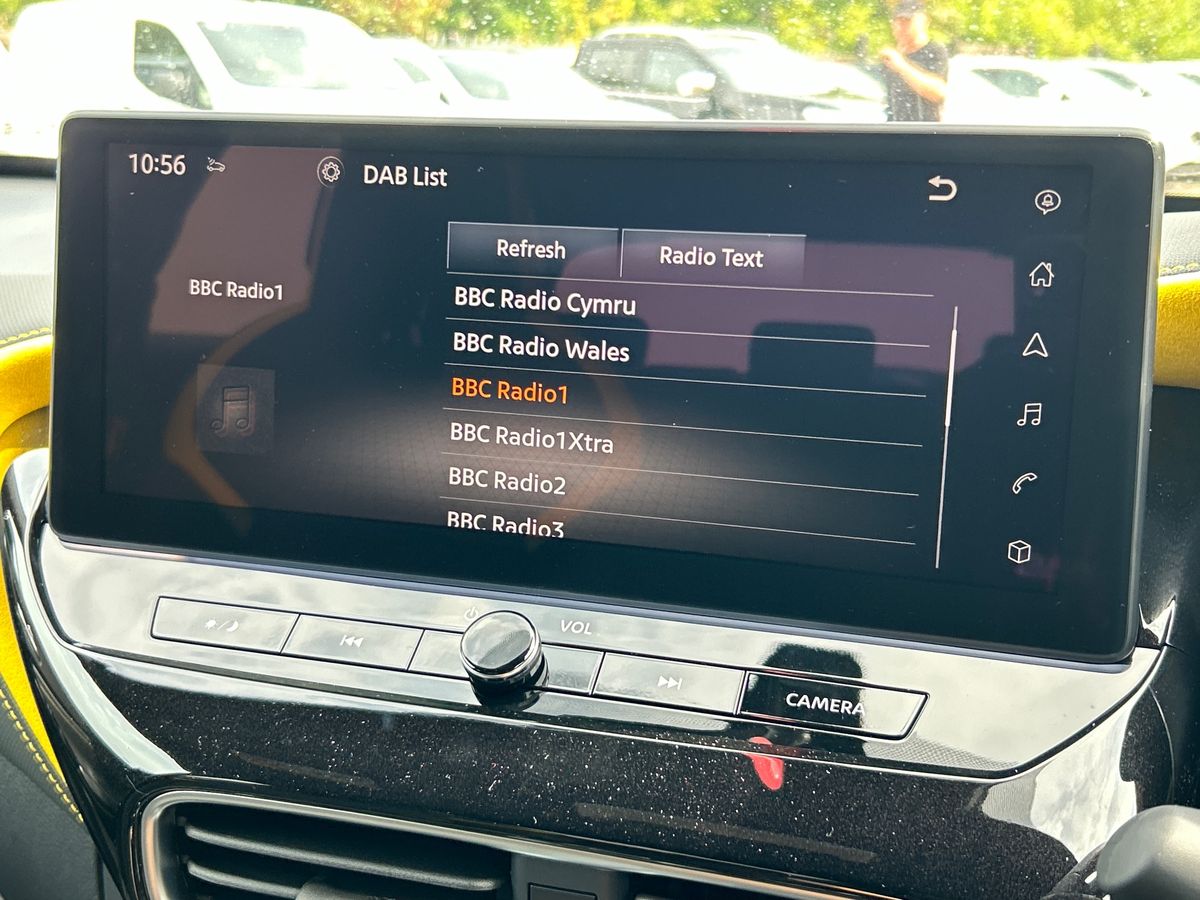 10:56
DAB List
Refresh
Radio Text
BBC Radio1
BBC Radio Cymru
BBC Radio Wales
BBC Radio1
BBC Radio1Xtra
BBC Radio2
BBC Radio3
VOL
CAMERA